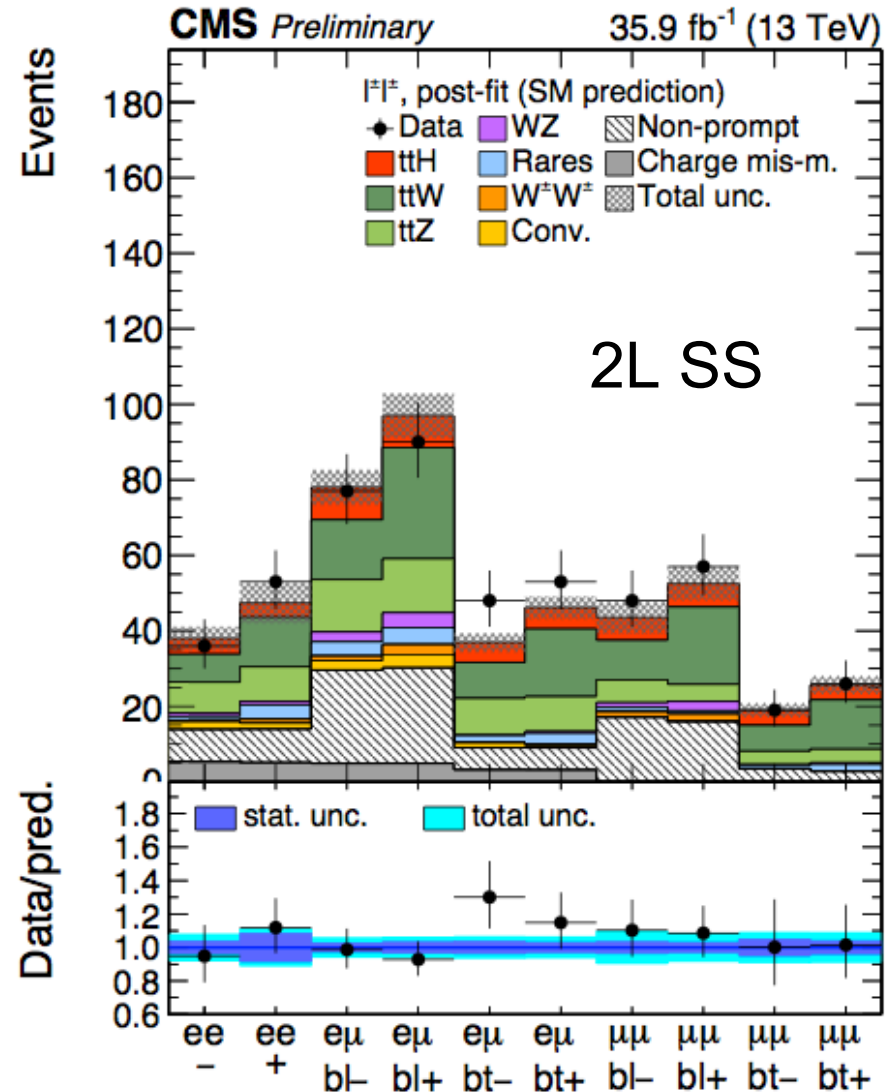 CMS Preliminary 35.9 fb⁻¹ (13 TeV)
Events
l±l±, post-fit (SM prediction)
Data WZ Non-prompt
ttH Rares Charge mis-m.
ttW W±W± Total unc.
ttZ Conv.
180
160
140
120
100
80
60
40
20
0
2L SS
Data/pred.
stat. unc. total unc.
1.8
1.6
1.4
1.2
1.0
0.8
0.6
ee ee eμ eμ eμ eμ μμ μμ μμ μμ
− + bl− bl+ bt− bt+ bl− bl+ bt− bt+